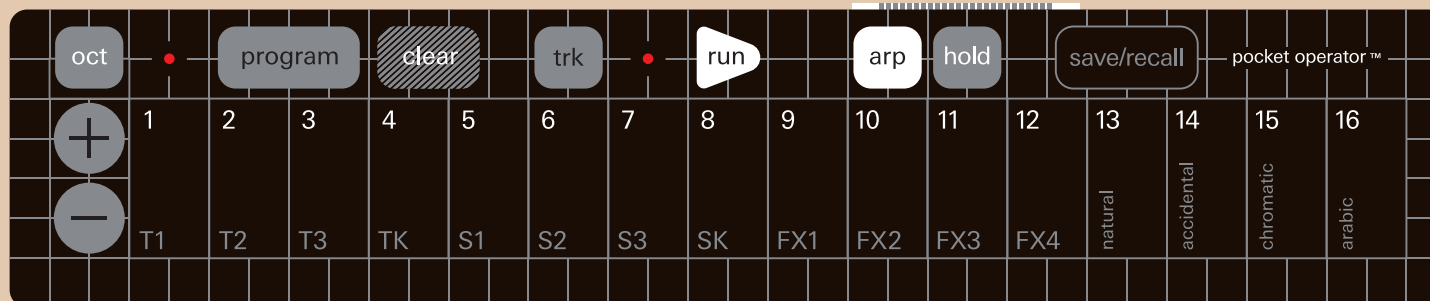 oct program clear trk run arp hold save/recall pocket operator™
+
1 2 3 4 5 6 7 8 9 10 11 12 13 14 15 16
−
T1 T2 T3 TK S1 S2 S3 SK FX1 FX2 FX3 FX4 natural accidental chromatic arabic